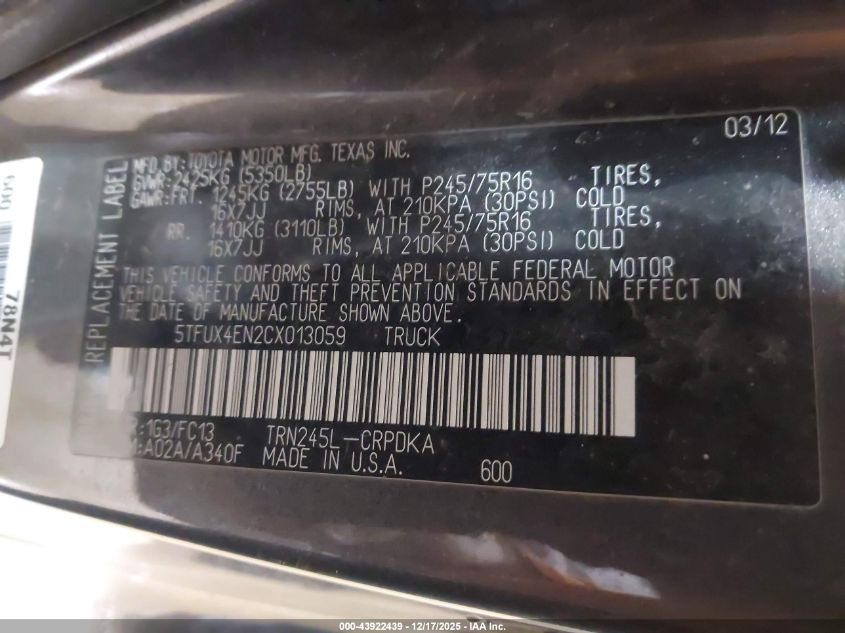 03/12
REPLACEMENT LABEL
MFD BY: TOYOTA MOTOR MFG. TEXAS INC.
GVWR: 2425KG (5350LB)
GAWR: FRT. 1245KG (2755LB) WITH P245/75R16 TIRES,
16X7JJ RIMS, AT 210KPA (30PSI) COLD
RR. 1410KG (3110LB) WITH P245/75R16 TIRES,
16X7JJ RIMS, AT 210KPA (30PSI) COLD
THIS VEHICLE CONFORMS TO ALL APPLICABLE FEDERAL MOTOR
VEHICLE SAFETY AND THEFT PREVENTION STANDARDS IN EFFECT ON
THE DATE OF MANUFACTURE SHOWN ABOVE.
5TFUX4EN2CX013059 TRUCK
:1G3/FC13 TRN245L-CRPDKA
:A02A/A340F MADE IN U.S.A. 600
78N4T
000-43922439 - 12/17/2025 - IAA Inc.